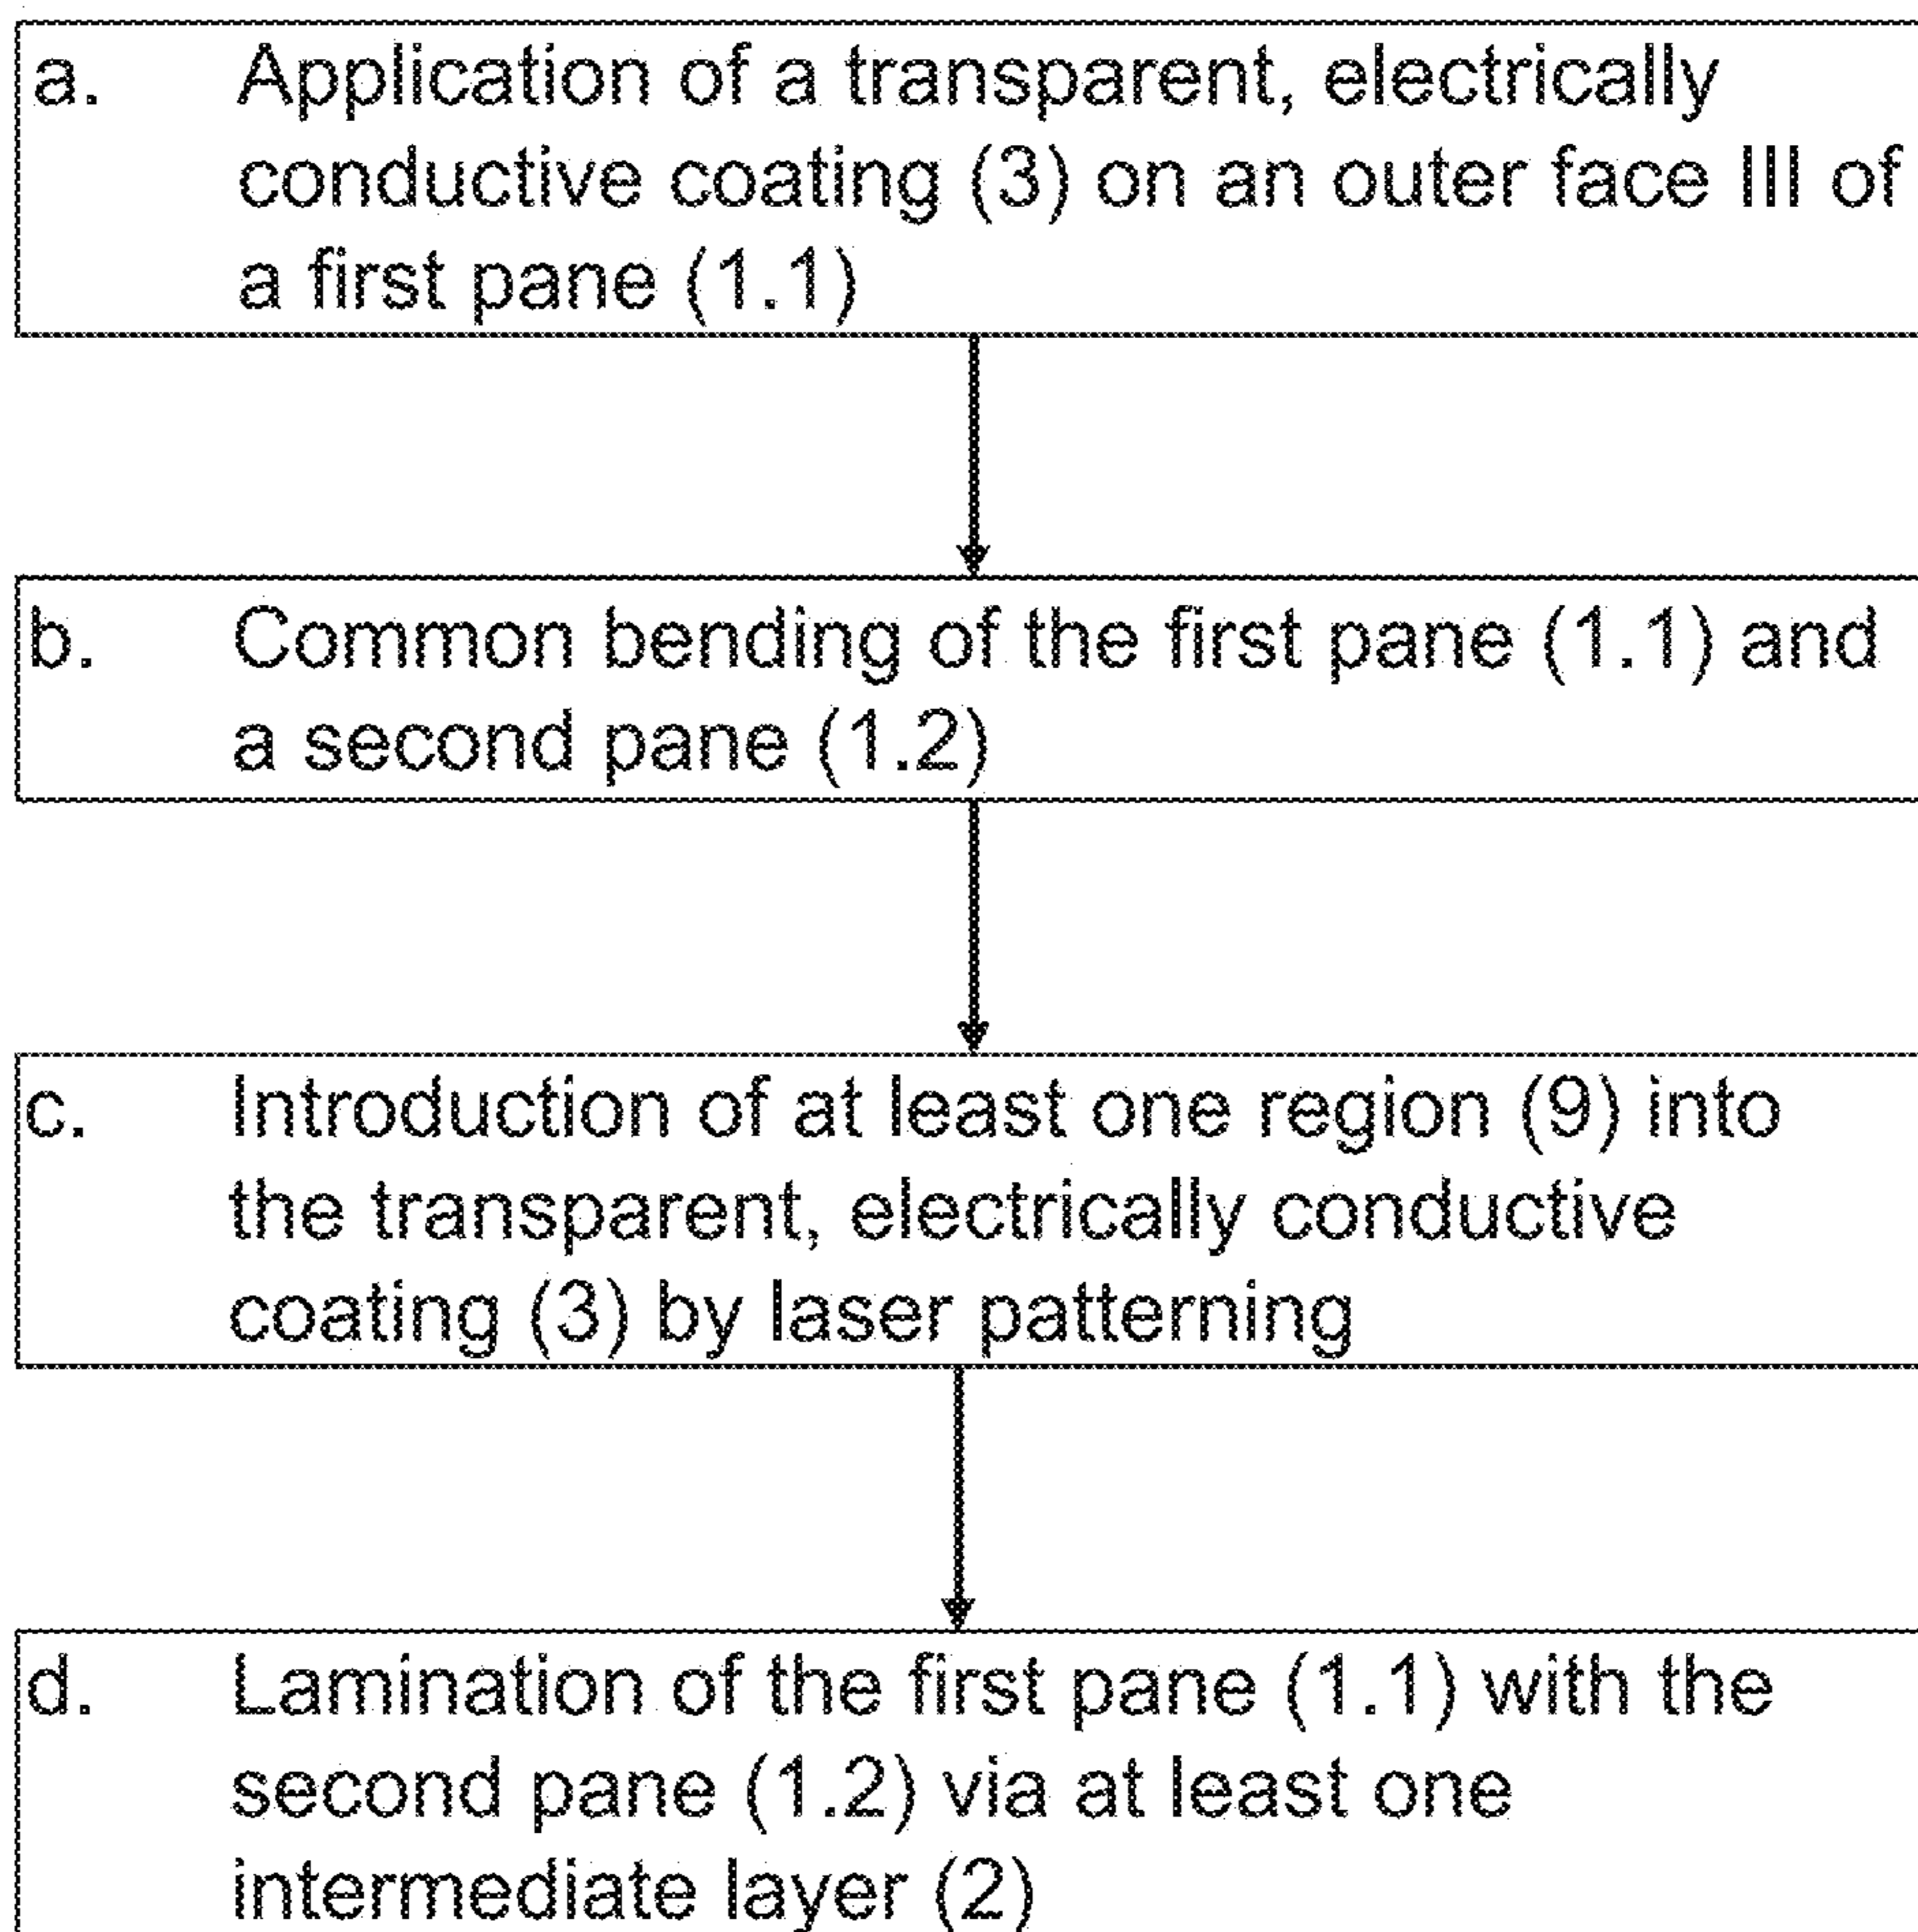 a. Application of a transparent, electrically
conductive coating (3) on an outer face III of
a first pane (1.1)
b. Common bending of the first pane (1.1) and
a second pane (1.2)
c. Introduction of at least one region (9) into
the transparent, electrically conductive
coating (3) by laser patterning
d. Lamination of the first pane (1.1) with the
second pane (1.2) via at least one
intermediate layer (2)